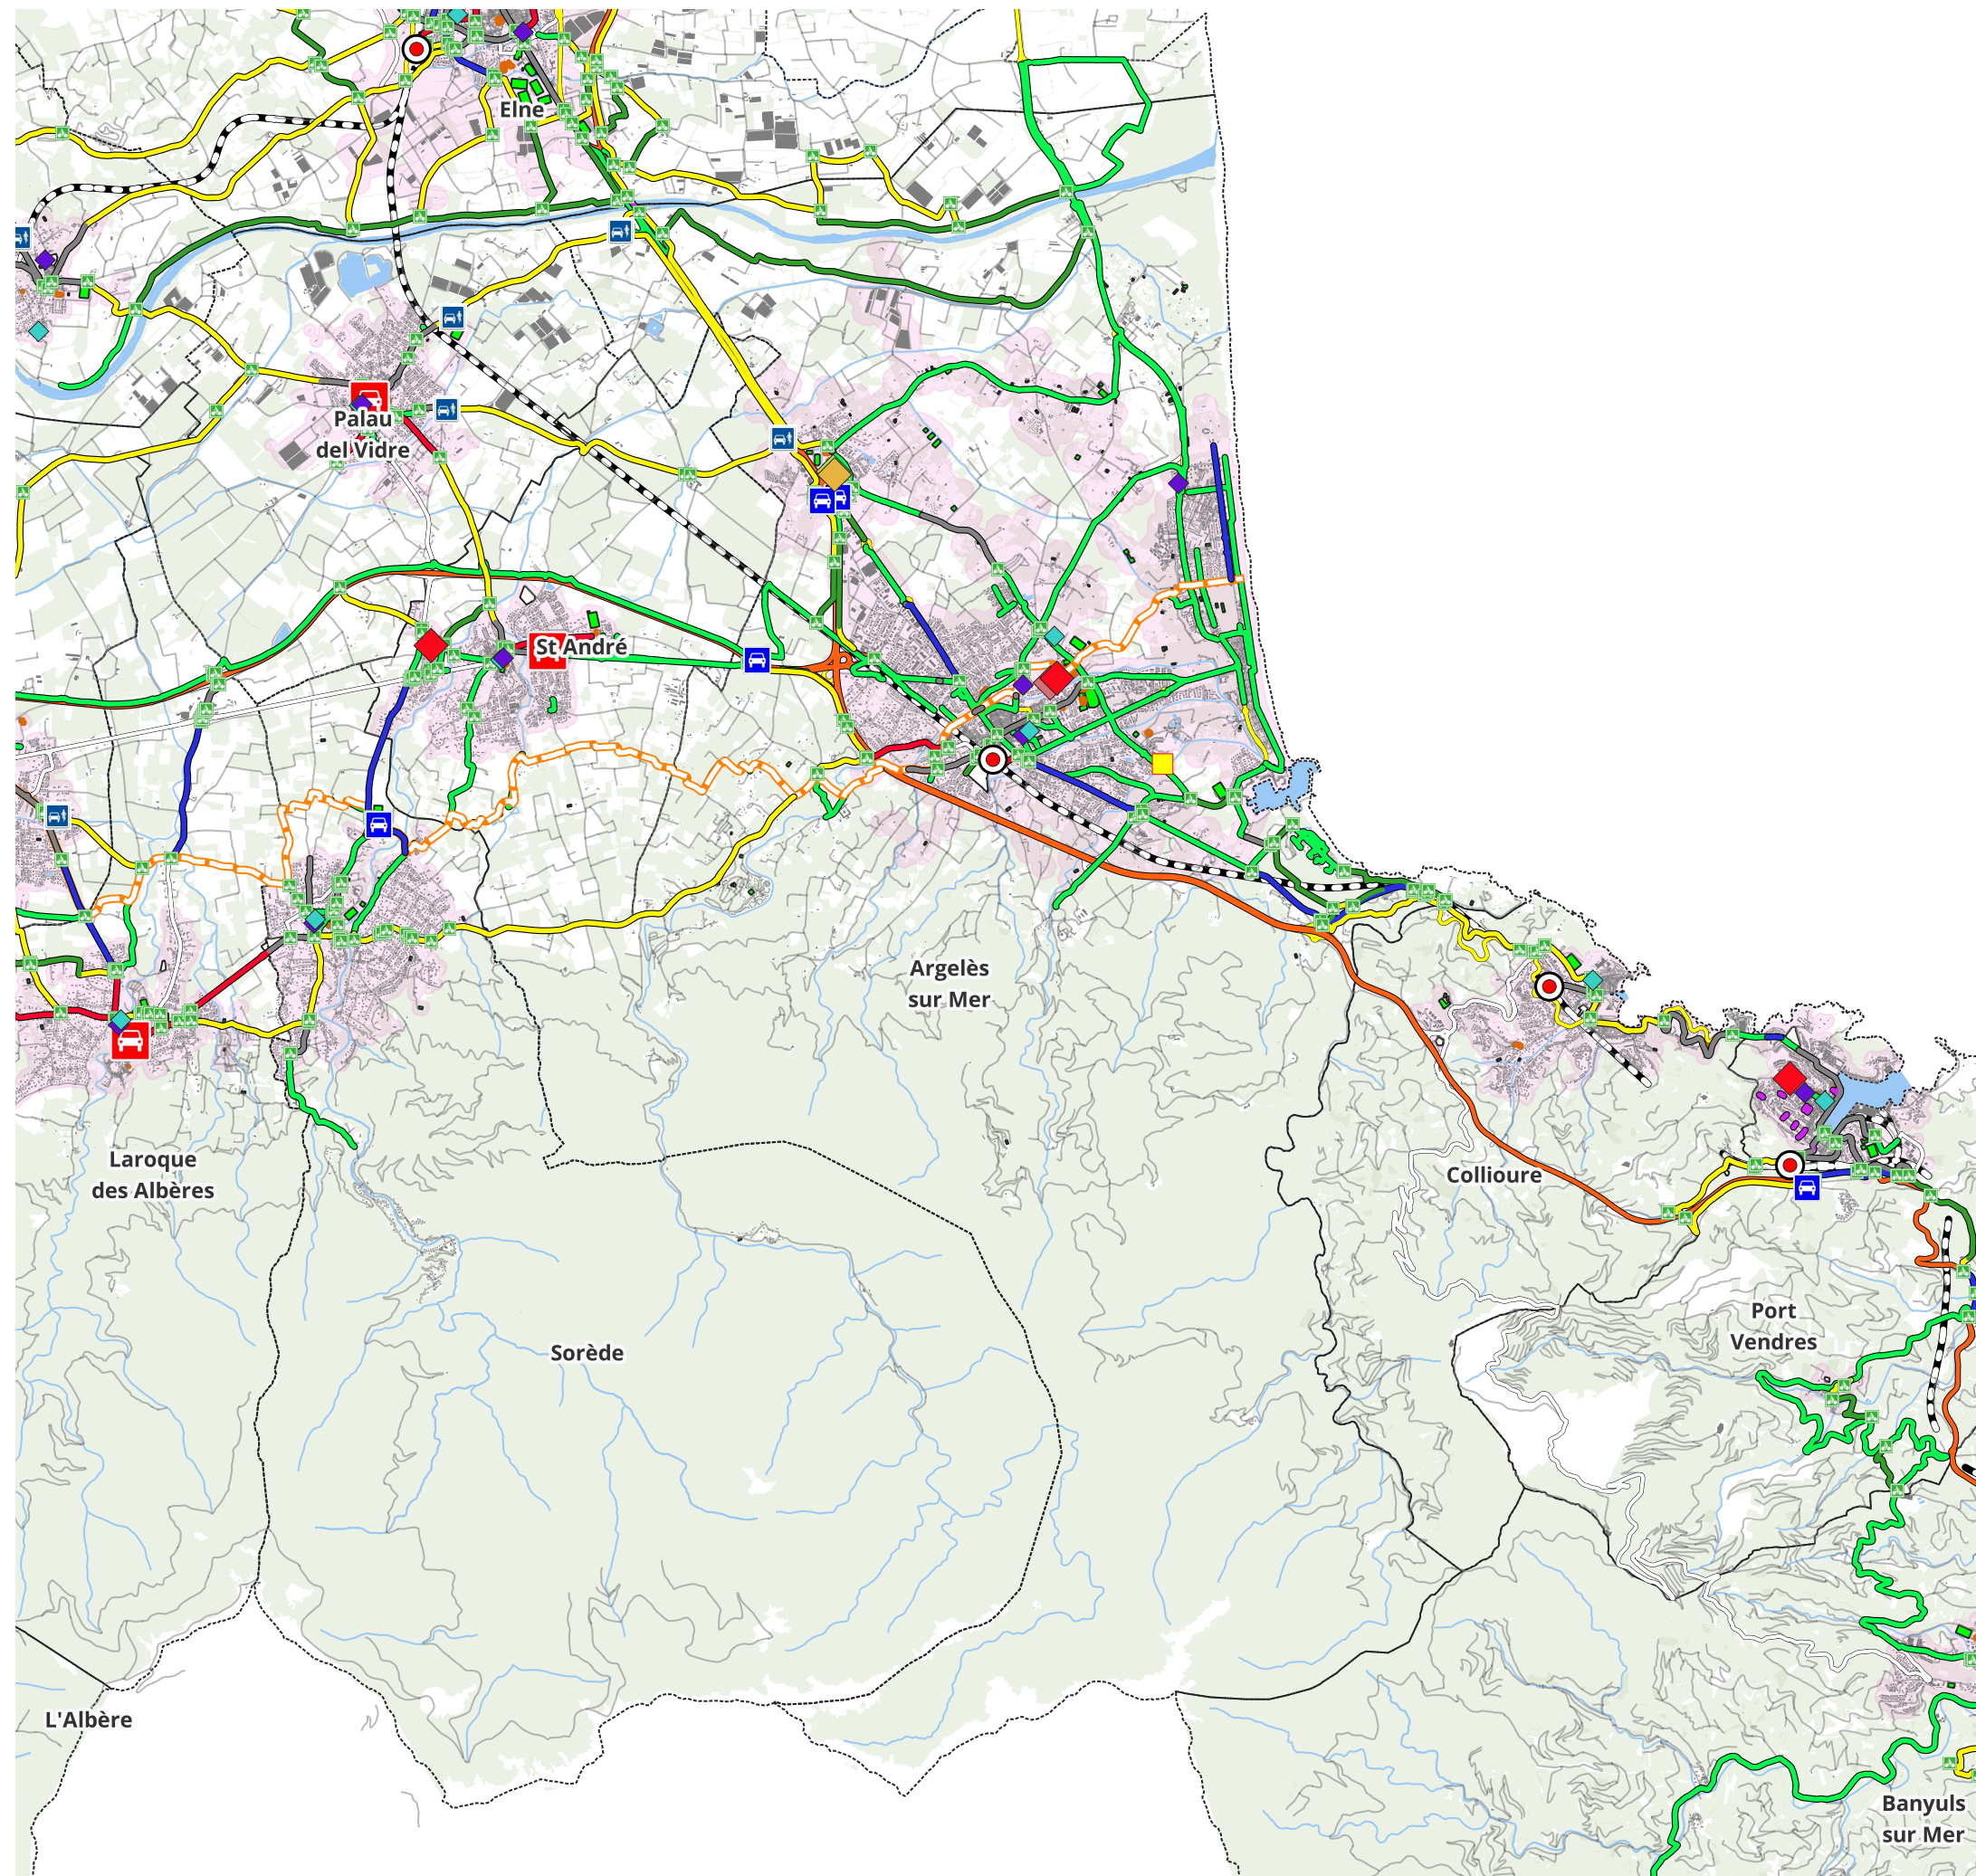 Elne
Palau
del Vidre
St André
Argelès
sur Mer
Laroque
des Albères
Collioure
Port
Vendres
Sorède
L'Albère
Banyuls
sur Mer